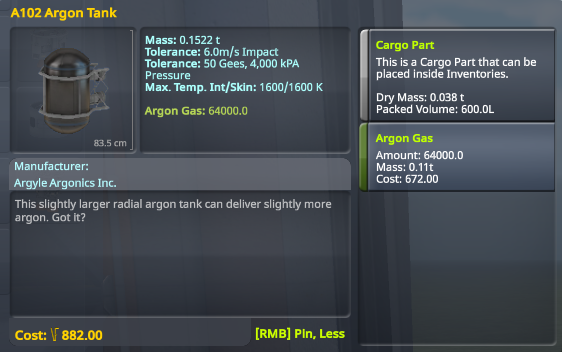 A102 Argon Tank
83.5 cm
Mass: 0.1522 t
Tolerance: 6.0m/s Impact
Tolerance: 50 Gees, 4,000 kPA
Pressure
Max. Temp. Int/Skin: 1600/1600 K
Argon Gas: 64000.0
Manufacturer:
Argyle Argonics Inc.
This slightly larger radial argon tank can deliver slightly more
argon. Got it?
Cost: 882.00
[RMB] Pin, Less
Cargo Part
This is a Cargo Part that can be
placed inside Inventories.
Dry Mass: 0.038 t
Packed Volume: 600.0L
Argon Gas
Amount: 64000.0
Mass: 0.11t
Cost: 672.00